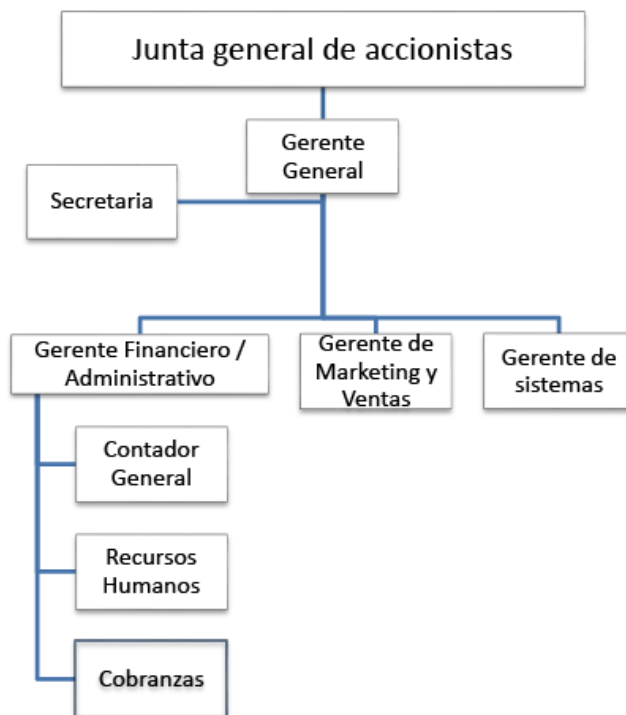 Junta general de accionistas
Gerente
General
Secretaria
Gerente Financiero /
Administrativo
Gerente de
Marketing y
Ventas
Gerente de
sistemas
Contador
General
Recursos
Humanos
Cobranzas